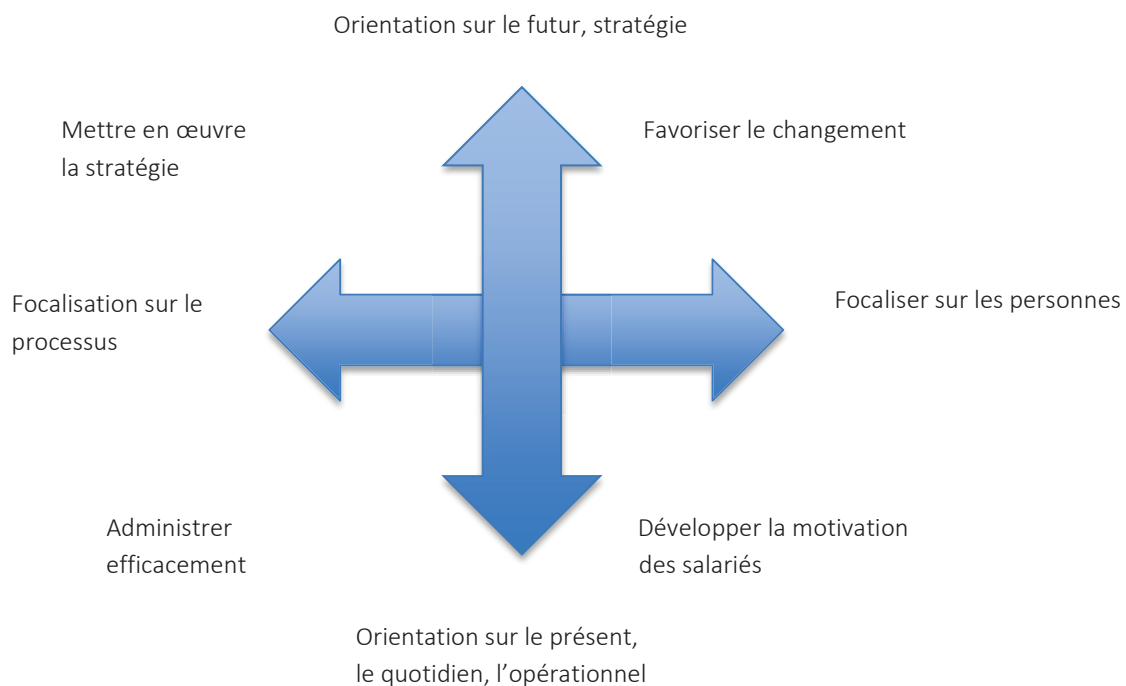 Orientation sur le futur, stratégie
Mettre en œuvre
la stratégie
Favoriser le changement
Focalisation sur le
processus
Focaliser sur les personnes
Administrer
efficacement
Développer la motivation
des salariés
Orientation sur le présent,
le quotidien, l’opérationnel